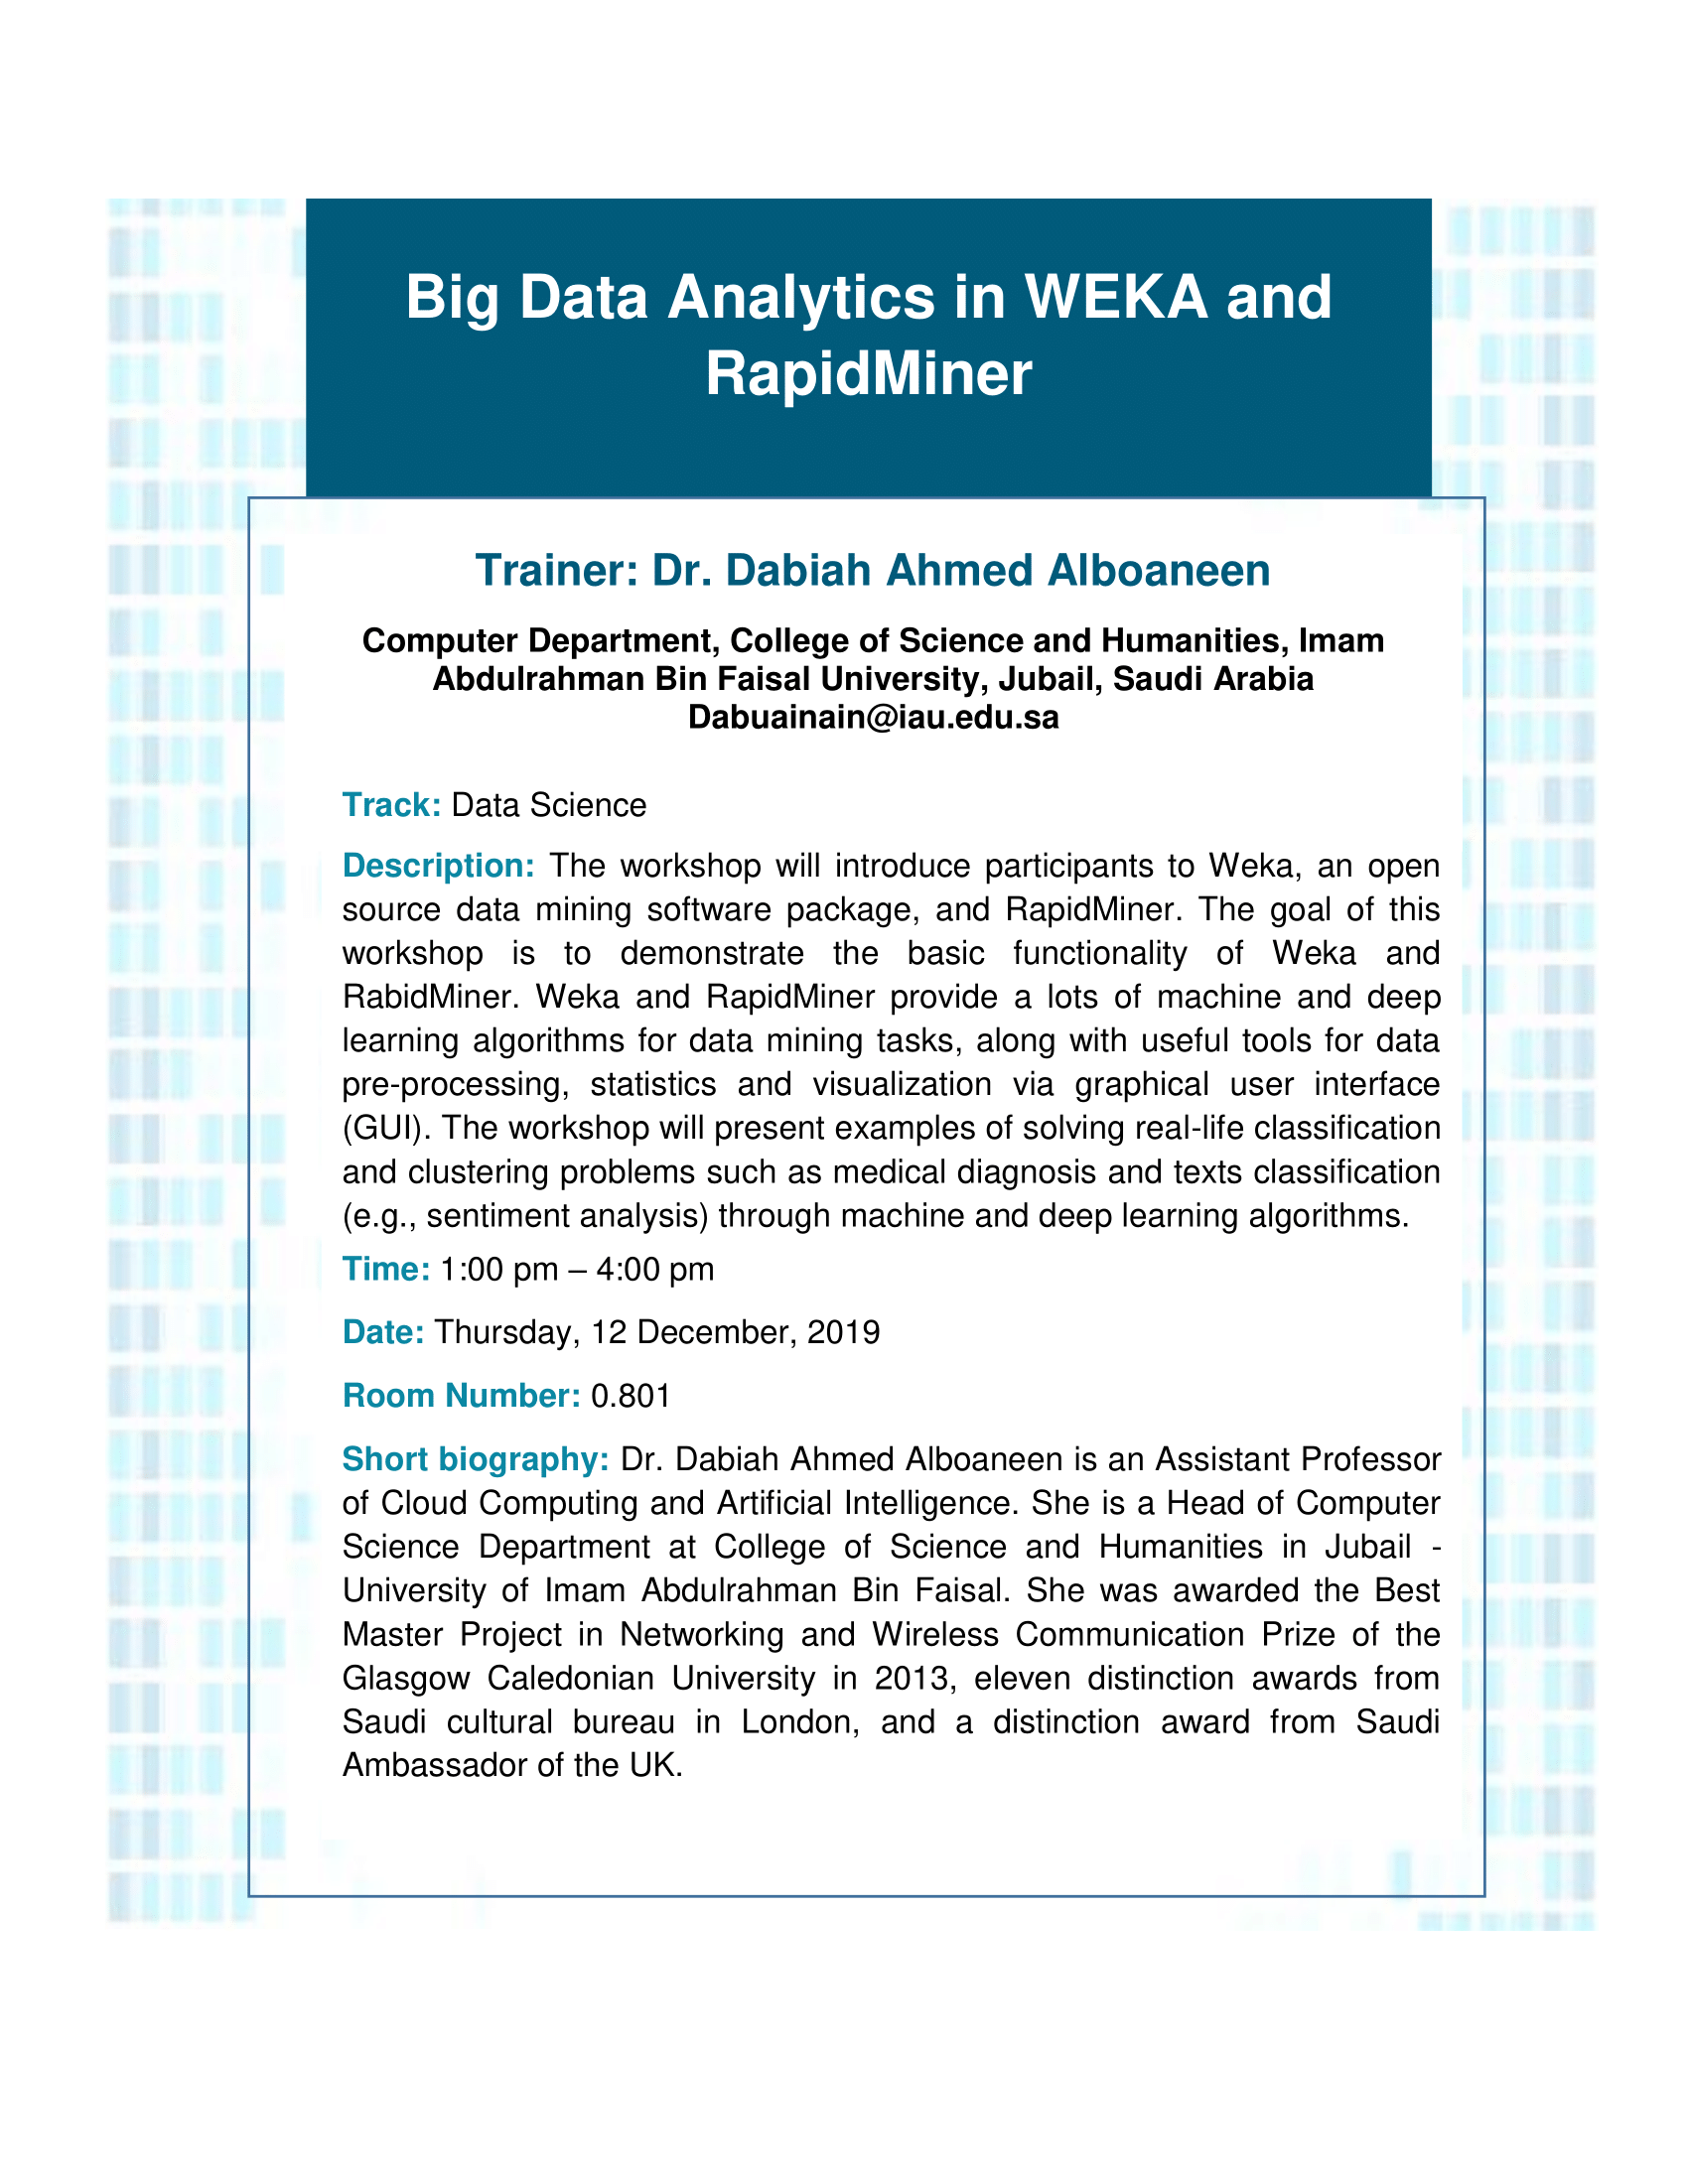 Big Data Analytics in WEKA and
RapidMiner
Trainer: Dr. Dabiah Ahmed Alboaneen
Computer Department, College of Science and Humanities, Imam
Abdulrahman Bin Faisal University, Jubail, Saudi Arabia
Dabuainain@iau.edu.sa
Track: Data Science
Description: The workshop will introduce participants to Weka, an open
source data mining software package, and RapidMiner. The goal of this
workshop is to demonstrate the basic functionality of Weka and
RabidMiner. Weka and RapidMiner provide a lots of machine and deep
learning algorithms for data mining tasks, along with useful tools for data
pre-processing, statistics and visualization via graphical user interface
(GUI). The workshop will present examples of solving real-life classification
and clustering problems such as medical diagnosis and texts classification
(e.g., sentiment analysis) through machine and deep learning algorithms.
Time: 1:00 pm – 4:00 pm
Date: Thursday, 12 December, 2019
Room Number: 0.801
Short biography: Dr. Dabiah Ahmed Alboaneen is an Assistant Professor
of Cloud Computing and Artificial Intelligence. She is a Head of Computer
Science Department at College of Science and Humanities in Jubail -
University of Imam Abdulrahman Bin Faisal. She was awarded the Best
Master Project in Networking and Wireless Communication Prize of the
Glasgow Caledonian University in 2013, eleven distinction awards from
Saudi cultural bureau in London, and a distinction award from Saudi
Ambassador of the UK.